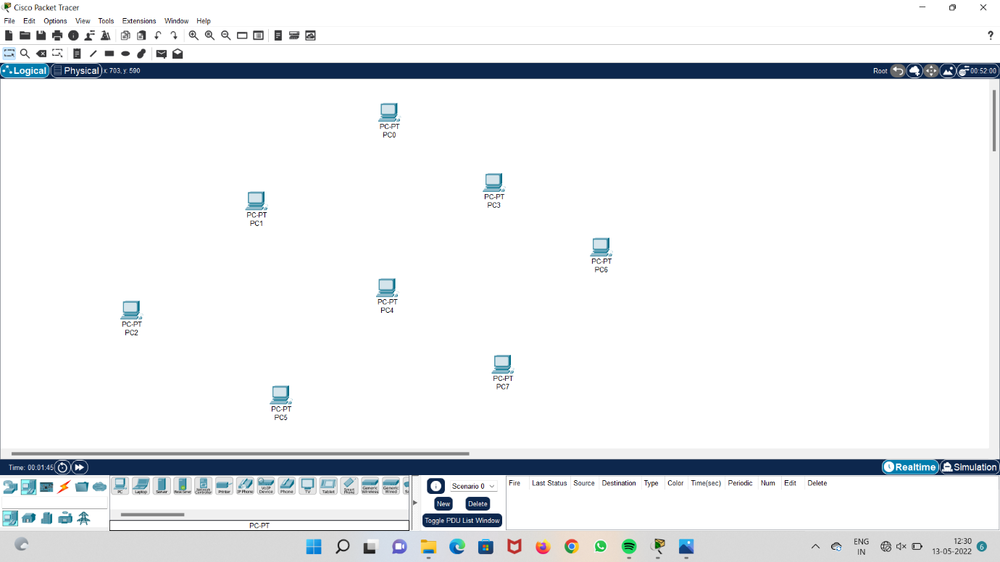 Cisco Packet Tracer
File Edit Options View Tools Extensions Window Help
Logical Physical x: 703, y: 590 Root 00:52:00
PC-PT
PC0
PC-PT
PC3
PC-PT
PC1
PC-PT
PC6
PC-PT
PC4
PC-PT
PC2
PC-PT
PC7
PC-PT
PC5
Time: 00:01:45 Realtime Simulation
PC Laptop Server Printer IP Phone VoIP Device Phone TV Tablet Smart Phone Generic Wireless Generic Wired
PC-PT
Scenario 0
New Delete
Toggle PDU List Window
Fire Last Status Source Destination Type Color Time(sec) Periodic Num Edit Delete
ENG
IN
12:30
13-05-2022
6